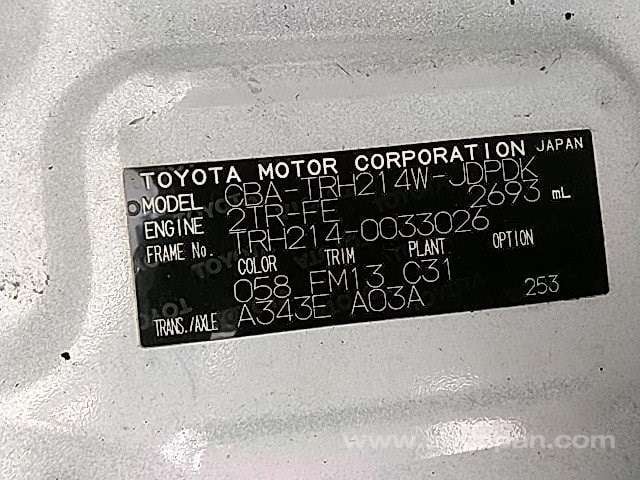 TOYOTA MOTOR CORPORATION JAPAN
MODEL CBA-TRH214W-JDPDK
ENGINE 2TR-FE 2693 mL
FRAME No. TRH214-0033026
COLOR TRIM PLANT OPTION
058 FM13 C31
TRANS./AXLE A343E A03A 253